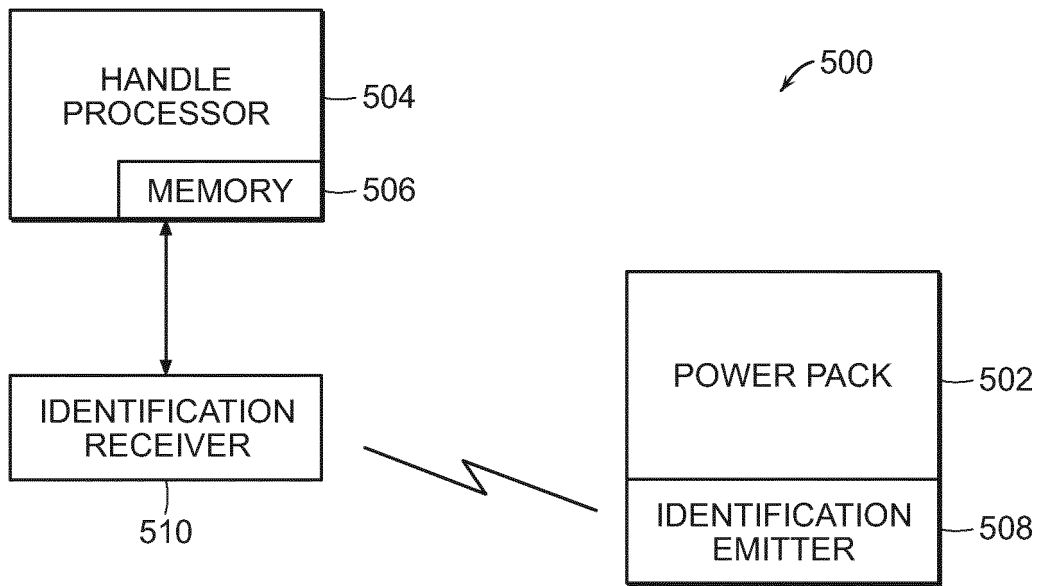 HANDLE
PROCESSOR
504
MEMORY
506
500
IDENTIFICATION
RECEIVER
510
POWER PACK
502
IDENTIFICATION
EMITTER
508